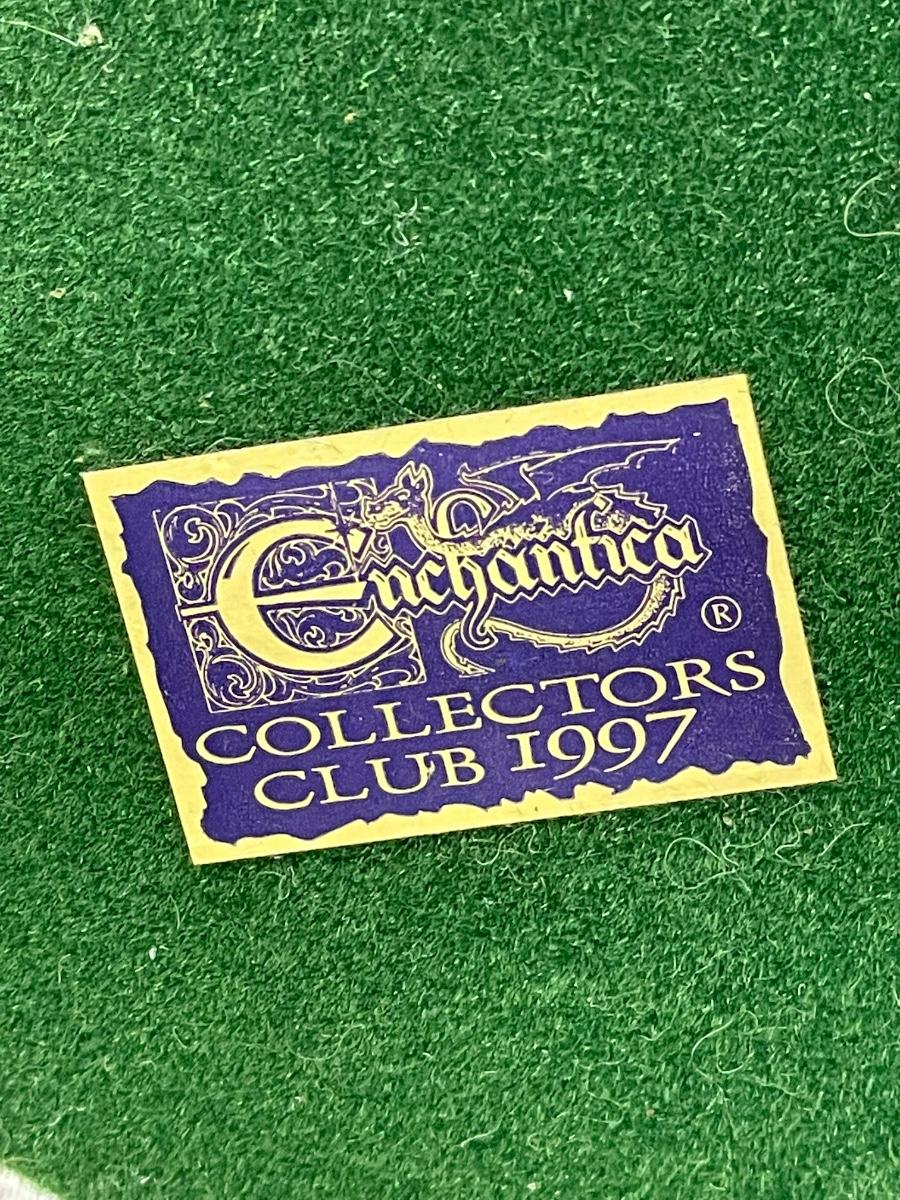 Enchantica
®
COLLECTORS
CLUB 1997